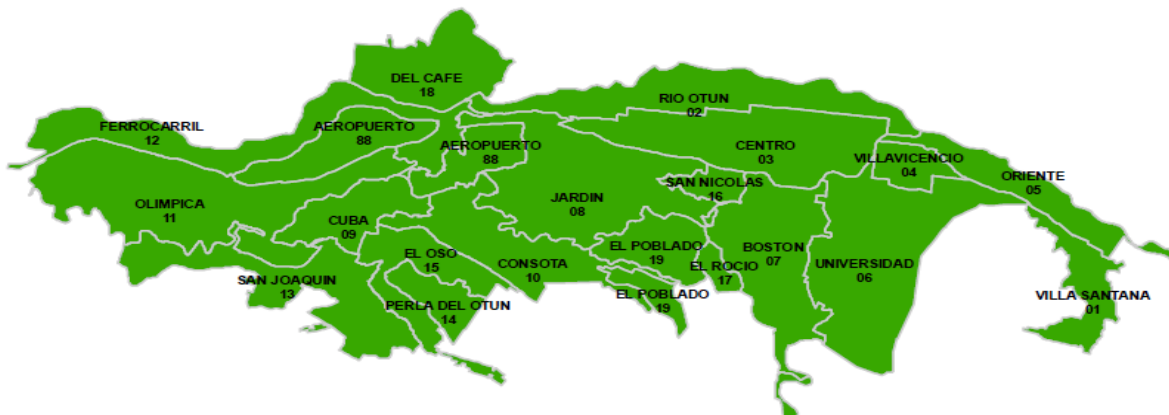 DEL CAFE
18
RIO OTUN
02
FERROCARRIL
12
AEROPUERTO
88
AEROPUERTO
88
CENTRO
03
VILLAVICENCIO
04
ORIENTE
05
SAN NICOLAS
16
JARDIN
08
OLIMPICA
11
CUBA
09
EL OSO
15
CONSOTA
10
EL POBLADO
19
EL ROCIO
17
BOSTON
07
UNIVERSIDAD
06
SAN JOAQUIN
13
PERLA DEL OTUN
14
EL POBLADO
19
VILLA SANTANA
01